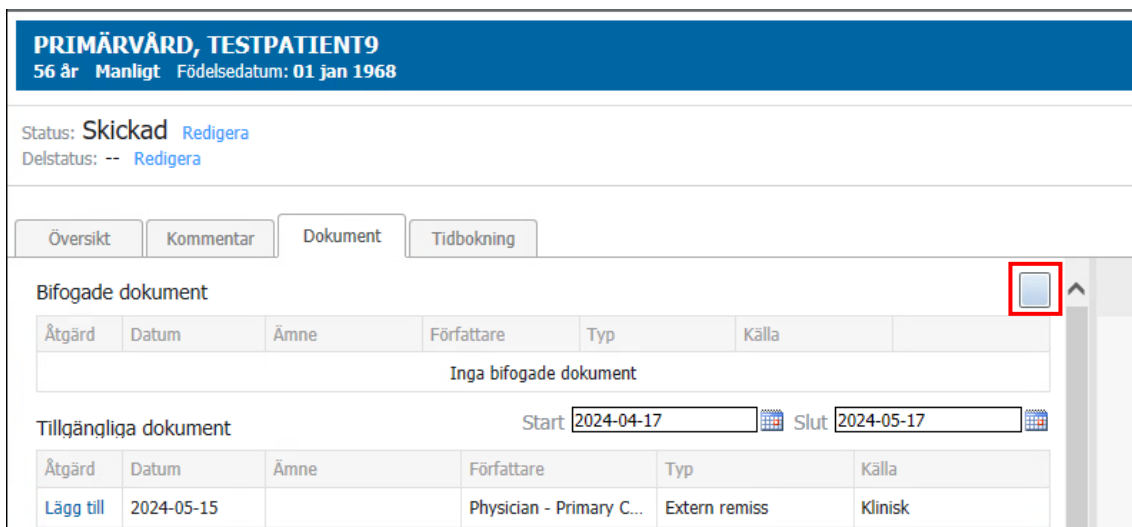 PRIMÄRVÅRD, TESTPATIENT9
56 år Manligt Födelsedatum: 01 jan 1968
Status: Skickad Redigera
Delstatus: -- Redigera
Översikt Kommentar Dokument Tidbokning
Bifogade dokument
Åtgärd Datum Ämne Författare Typ Källa
Inga bifogade dokument
Tillgängliga dokument Start 2024-04-17 Slut 2024-05-17
Åtgärd Datum Ämne Författare Typ Källa
Lägg till 2024-05-15 Physician - Primary C... Extern remiss Klinisk